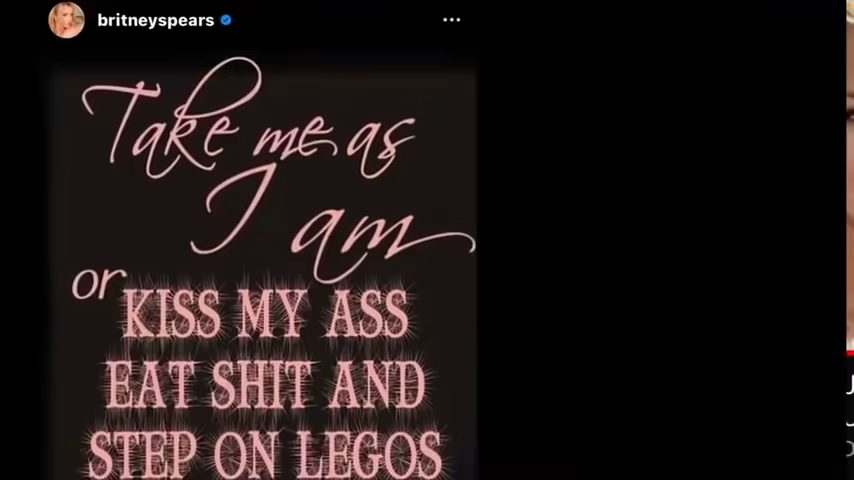 britneyspears
Take me as
I am
or
KISS MY ASS
EAT SHIT AND
STEP ON LEGOS